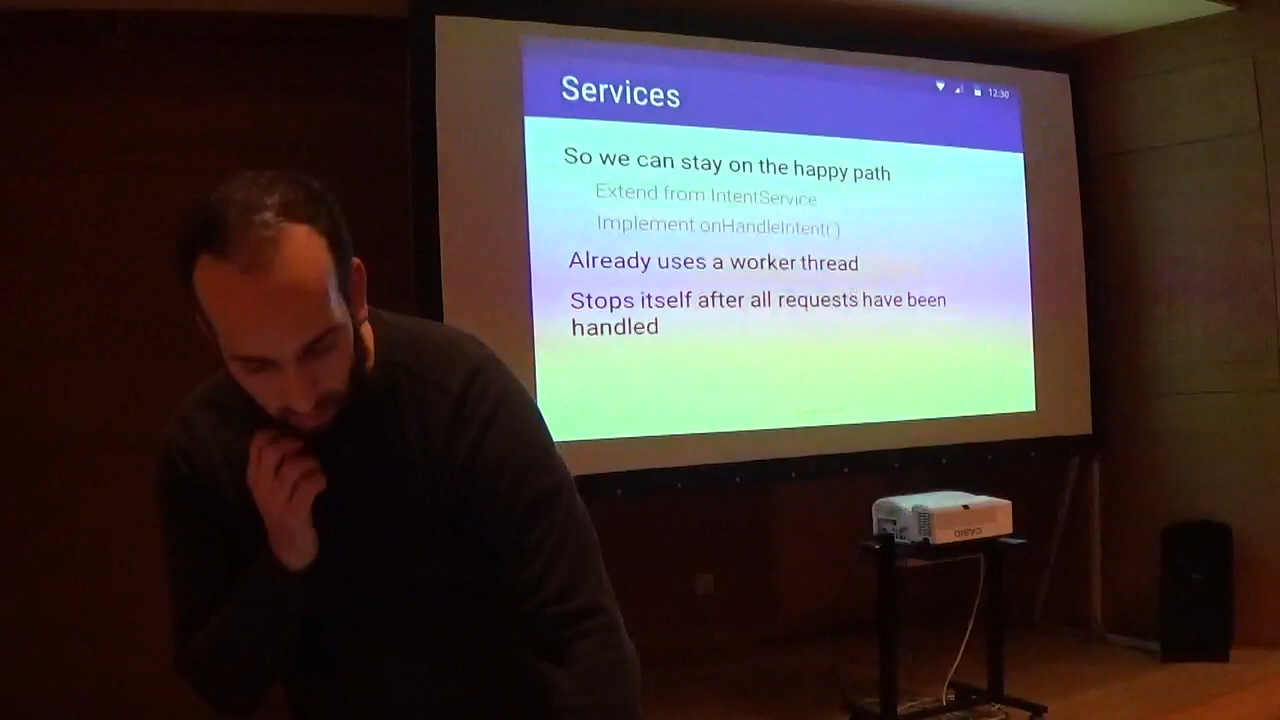 Services
12:30
So we can stay on the happy path
Extend from IntentService
Implement onHandleIntent( )
Already uses a worker thread
Stops itself after all requests have been
handled
CASIO